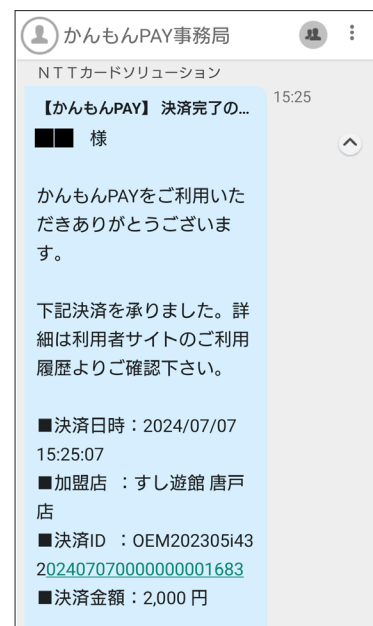 かんもんPAY事務局
NTTカードソリューション
【かんもんPAY】 決済完了の...
15:25
様
かんもんPAYをご利用いた
だきありがとうございま
す。
下記決済を承りました。詳
細は利用者サイトのご利用
履歴よりご確認下さい。
■決済日時：2024/07/07
15:25:07
■加盟店 ：すし遊館 唐戸
店
■決済ID ：OEM202305i43
220240707000000001683
■決済金額：2,000 円